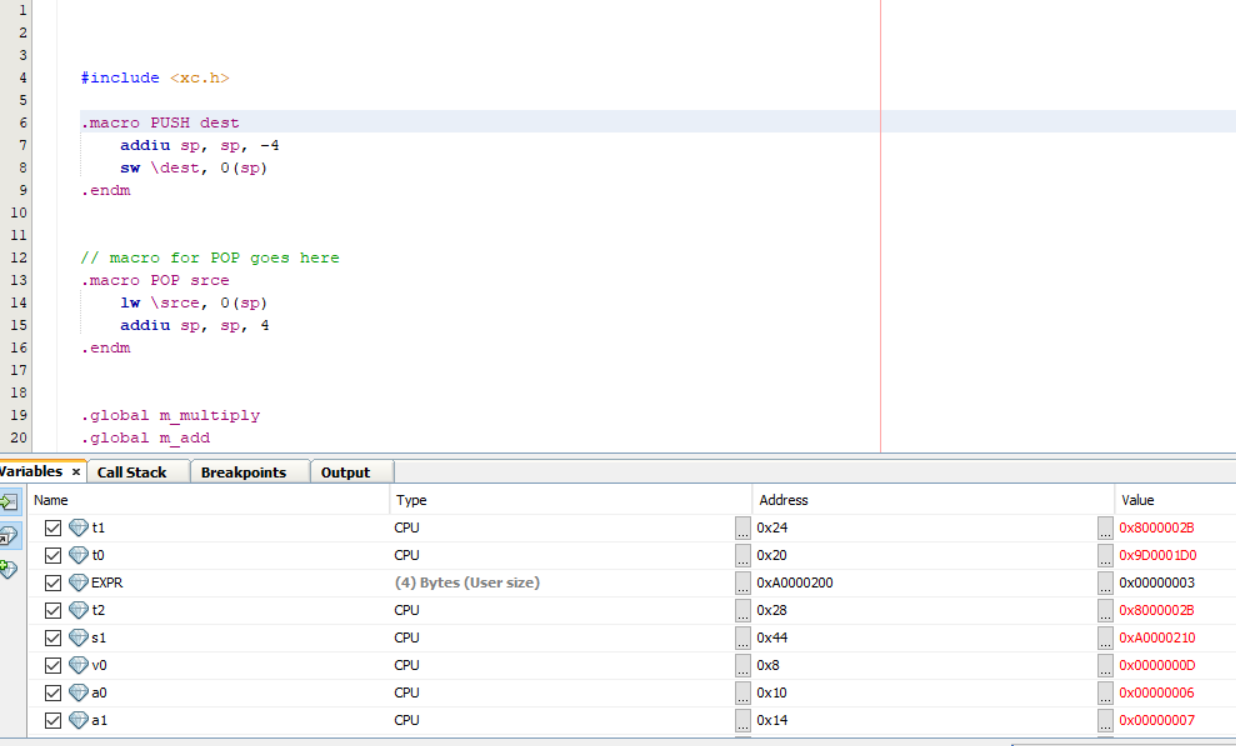 1
2
3
4 #include <xc.h>
5
6 .macro PUSH dest
7 addiu sp, sp, -4
8 sw \dest, 0(sp)
9 .endm
10
11
12 // macro for POP goes here
13 .macro POP srce
14 lw \srce, 0(sp)
15 addiu sp, sp, 4
16 .endm
17
18
19 .global m_multiply
20 .global m_add
Variables × Call Stack Breakpoints Output
Name Type Address Value
t1 CPU ... 0x24 ... 0x8000002B
t0 CPU ... 0x20 ... 0x9D0001D0
EXPR (4) Bytes (User size) ... 0xA0000200 ... 0x00000003
t2 CPU ... 0x28 ... 0x8000002B
s1 CPU ... 0x44 ... 0xA0000210
v0 CPU ... 0x8 ... 0x0000000D
a0 CPU ... 0x10 ... 0x00000006
a1 CPU ... 0x14 ... 0x00000007